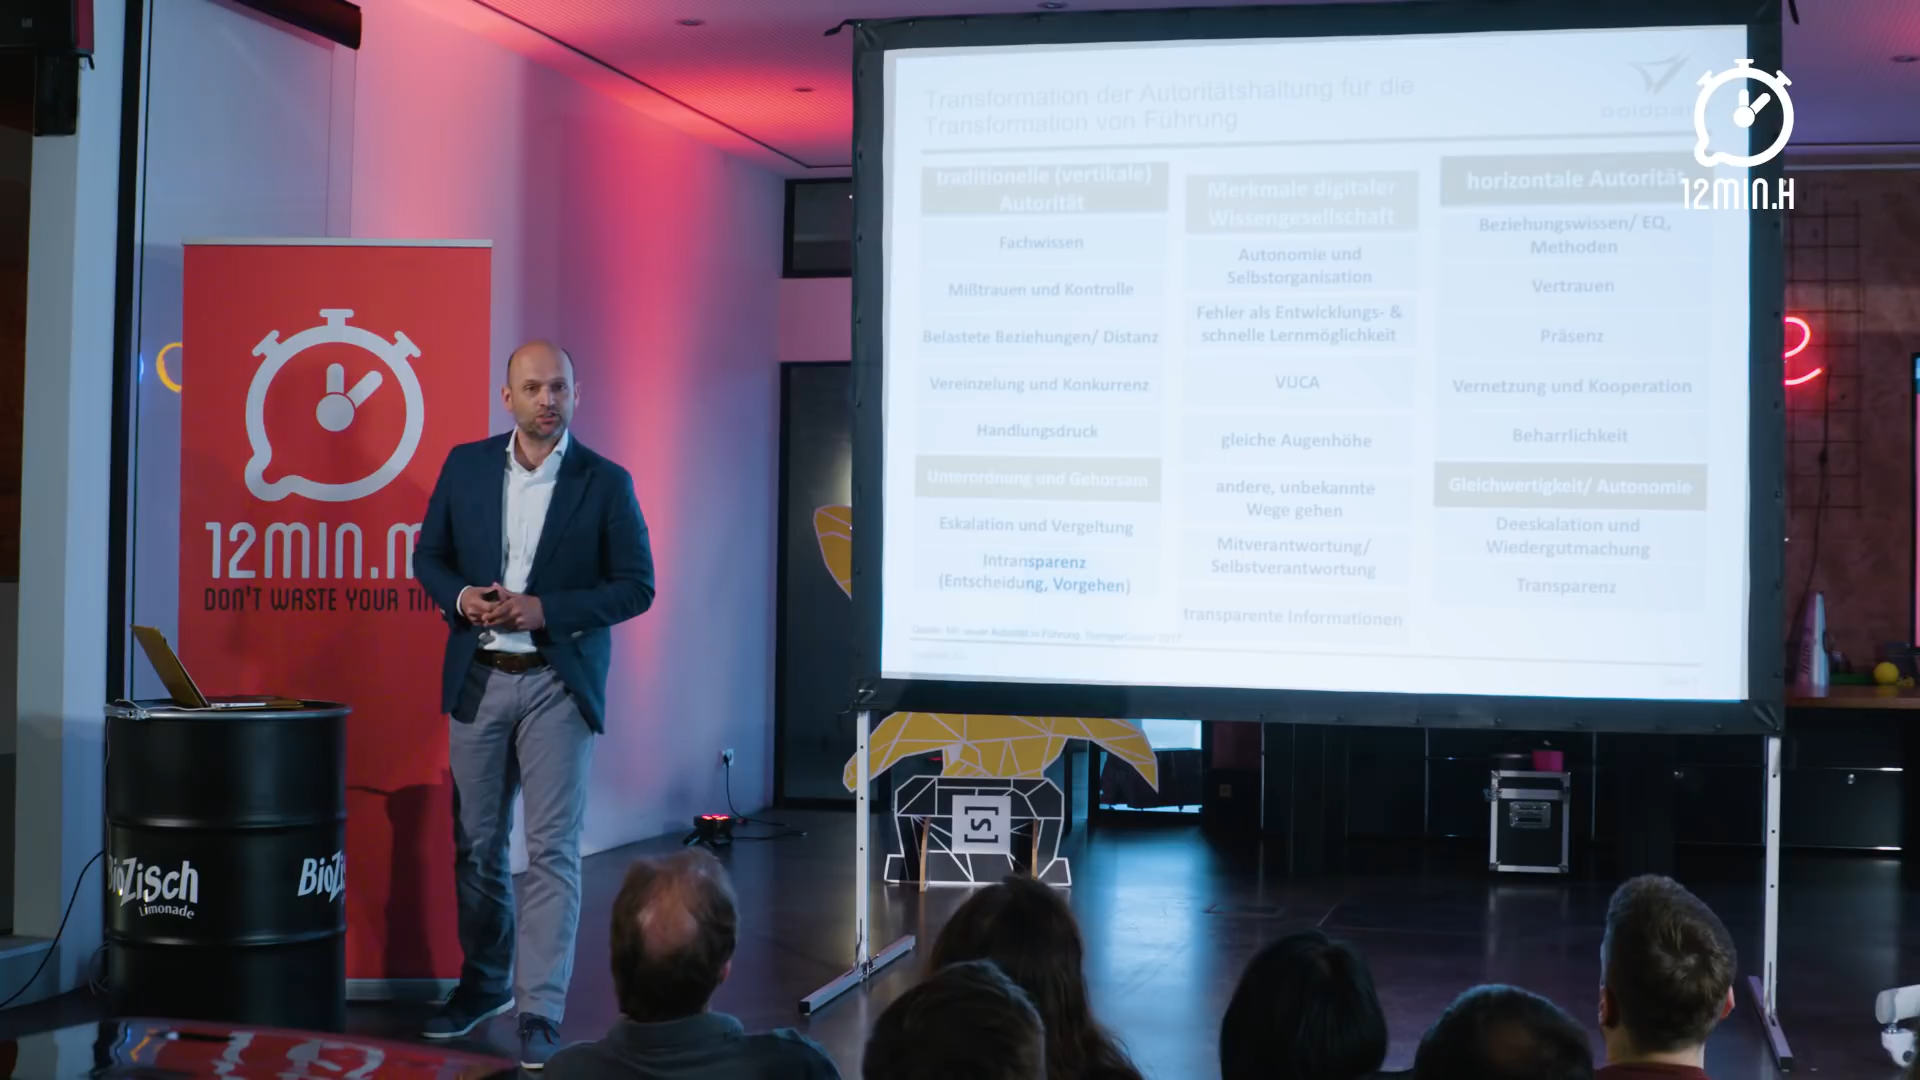 Transformation der Autoritätshaltung für die
Transformation von Führung
traditionelle (vertikale)
Autorität
Fachwissen
Mißtrauen und Kontrolle
Belastete Beziehungen/ Distanz
Vereinzelung und Konkurrenz
Handlungsdruck
Unterordnung und Gehorsam
Eskalation und Vergeltung
Intransparenz
(Entscheidung, Vorgehen)
Merkmale digitaler
Wissengesellschaft
Autonomie und
Selbstorganisation
Fehler als Entwicklungs- &
schnelle Lernmöglichkeit
VUCA
gleiche Augenhöhe
andere, unbekannte
Wege gehen
Mitverantwortung/
Selbstverantwortung
transparente Informationen
horizontale Autorität
Beziehungswissen/ EQ,
Methoden
Vertrauen
Präsenz
Vernetzung und Kooperation
Beharrlichkeit
Gleichwertigkeit/ Autonomie
Deeskalation und
Wiedergutmachung
Transparenz
12MIN.H
12MIN.M
DON'T WASTE YOUR TIM
BioZisch
Limonade
BioZ
[S]